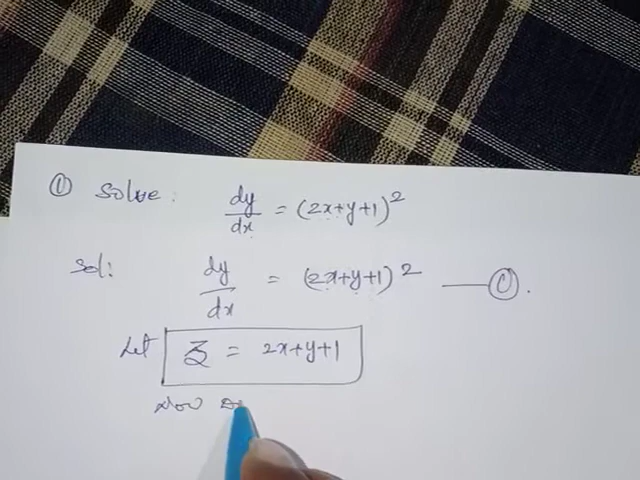 ① Solve: dy/dx = (2x+y+1)²
Sol: dy/dx = (2x+y+1)² — ①.
Let z = 2x+y+1
Now